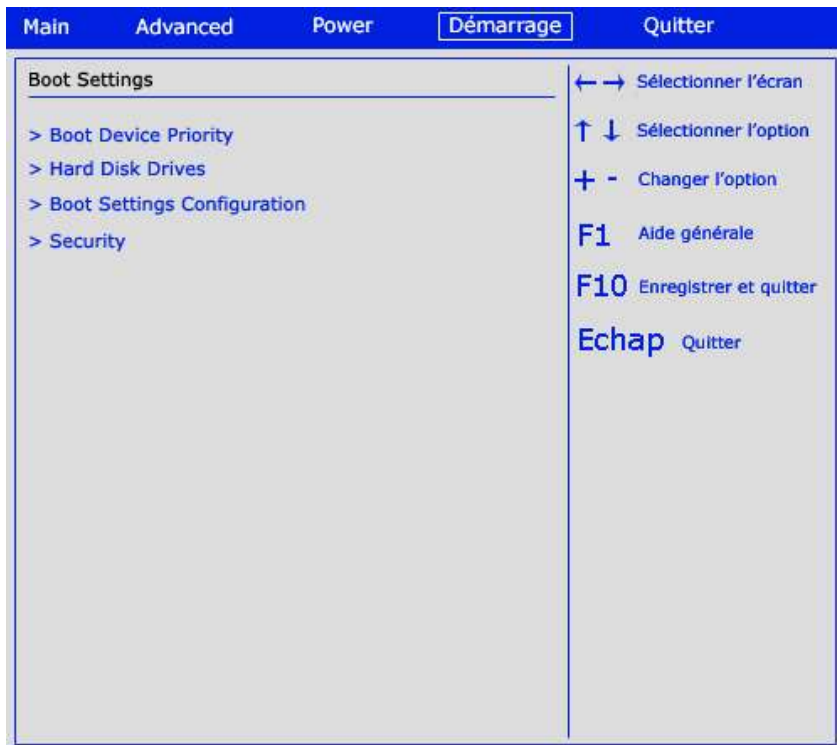 Main Advanced Power Démarrage Quitter
Boot Settings
> Boot Device Priority
> Hard Disk Drives
> Boot Settings Configuration
> Security
← → Sélectionner l'écran
↑ ↓ Sélectionner l'option
+ - Changer l'option
F1 Aide générale
F10 Enregistrer et quitter
Echap Quitter